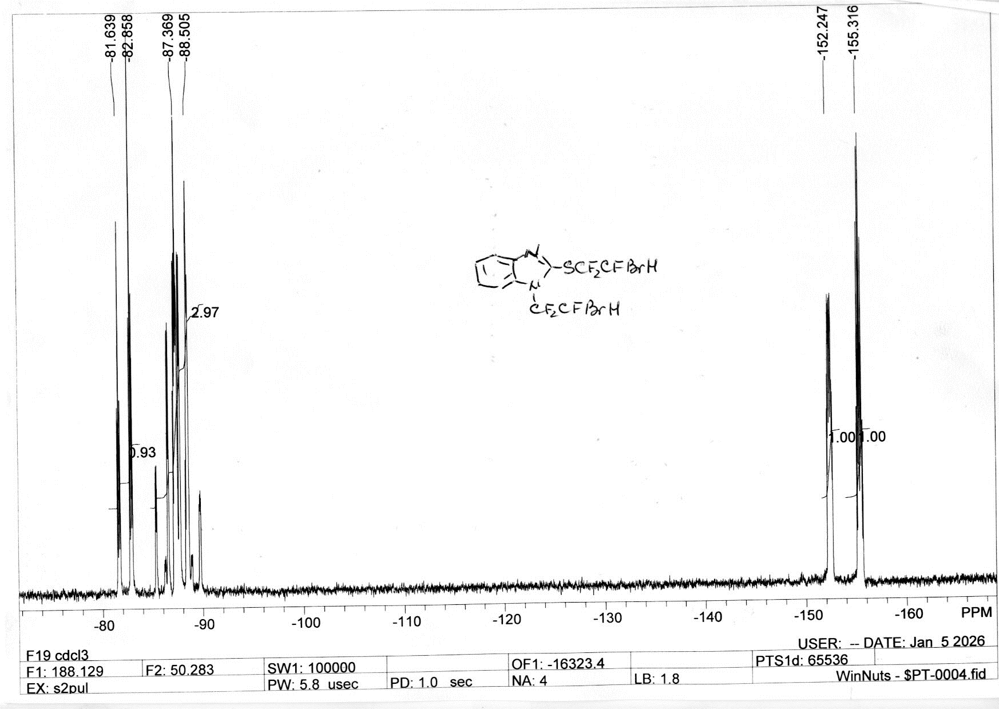 -81.639
-82.858
-87.369
-88.505
-152.247
-155.316
2.97
0.93
1.00
1.00
N
SCF₂CFBrH
N
CF₂CFBrH
-80 -90 -100 -110 -120 -130 -140 -150 -160 PPM
USER: -- DATE: Jan 5 2026
F19 cdcl3
F1: 188.129 F2: 50.283 SW1: 100000 OF1: -16323.4 PTS1d: 65536
EX: s2pul PW: 5.8 usec PD: 1.0 sec NA: 4 LB: 1.8 WinNuts - $PT-0004.fid